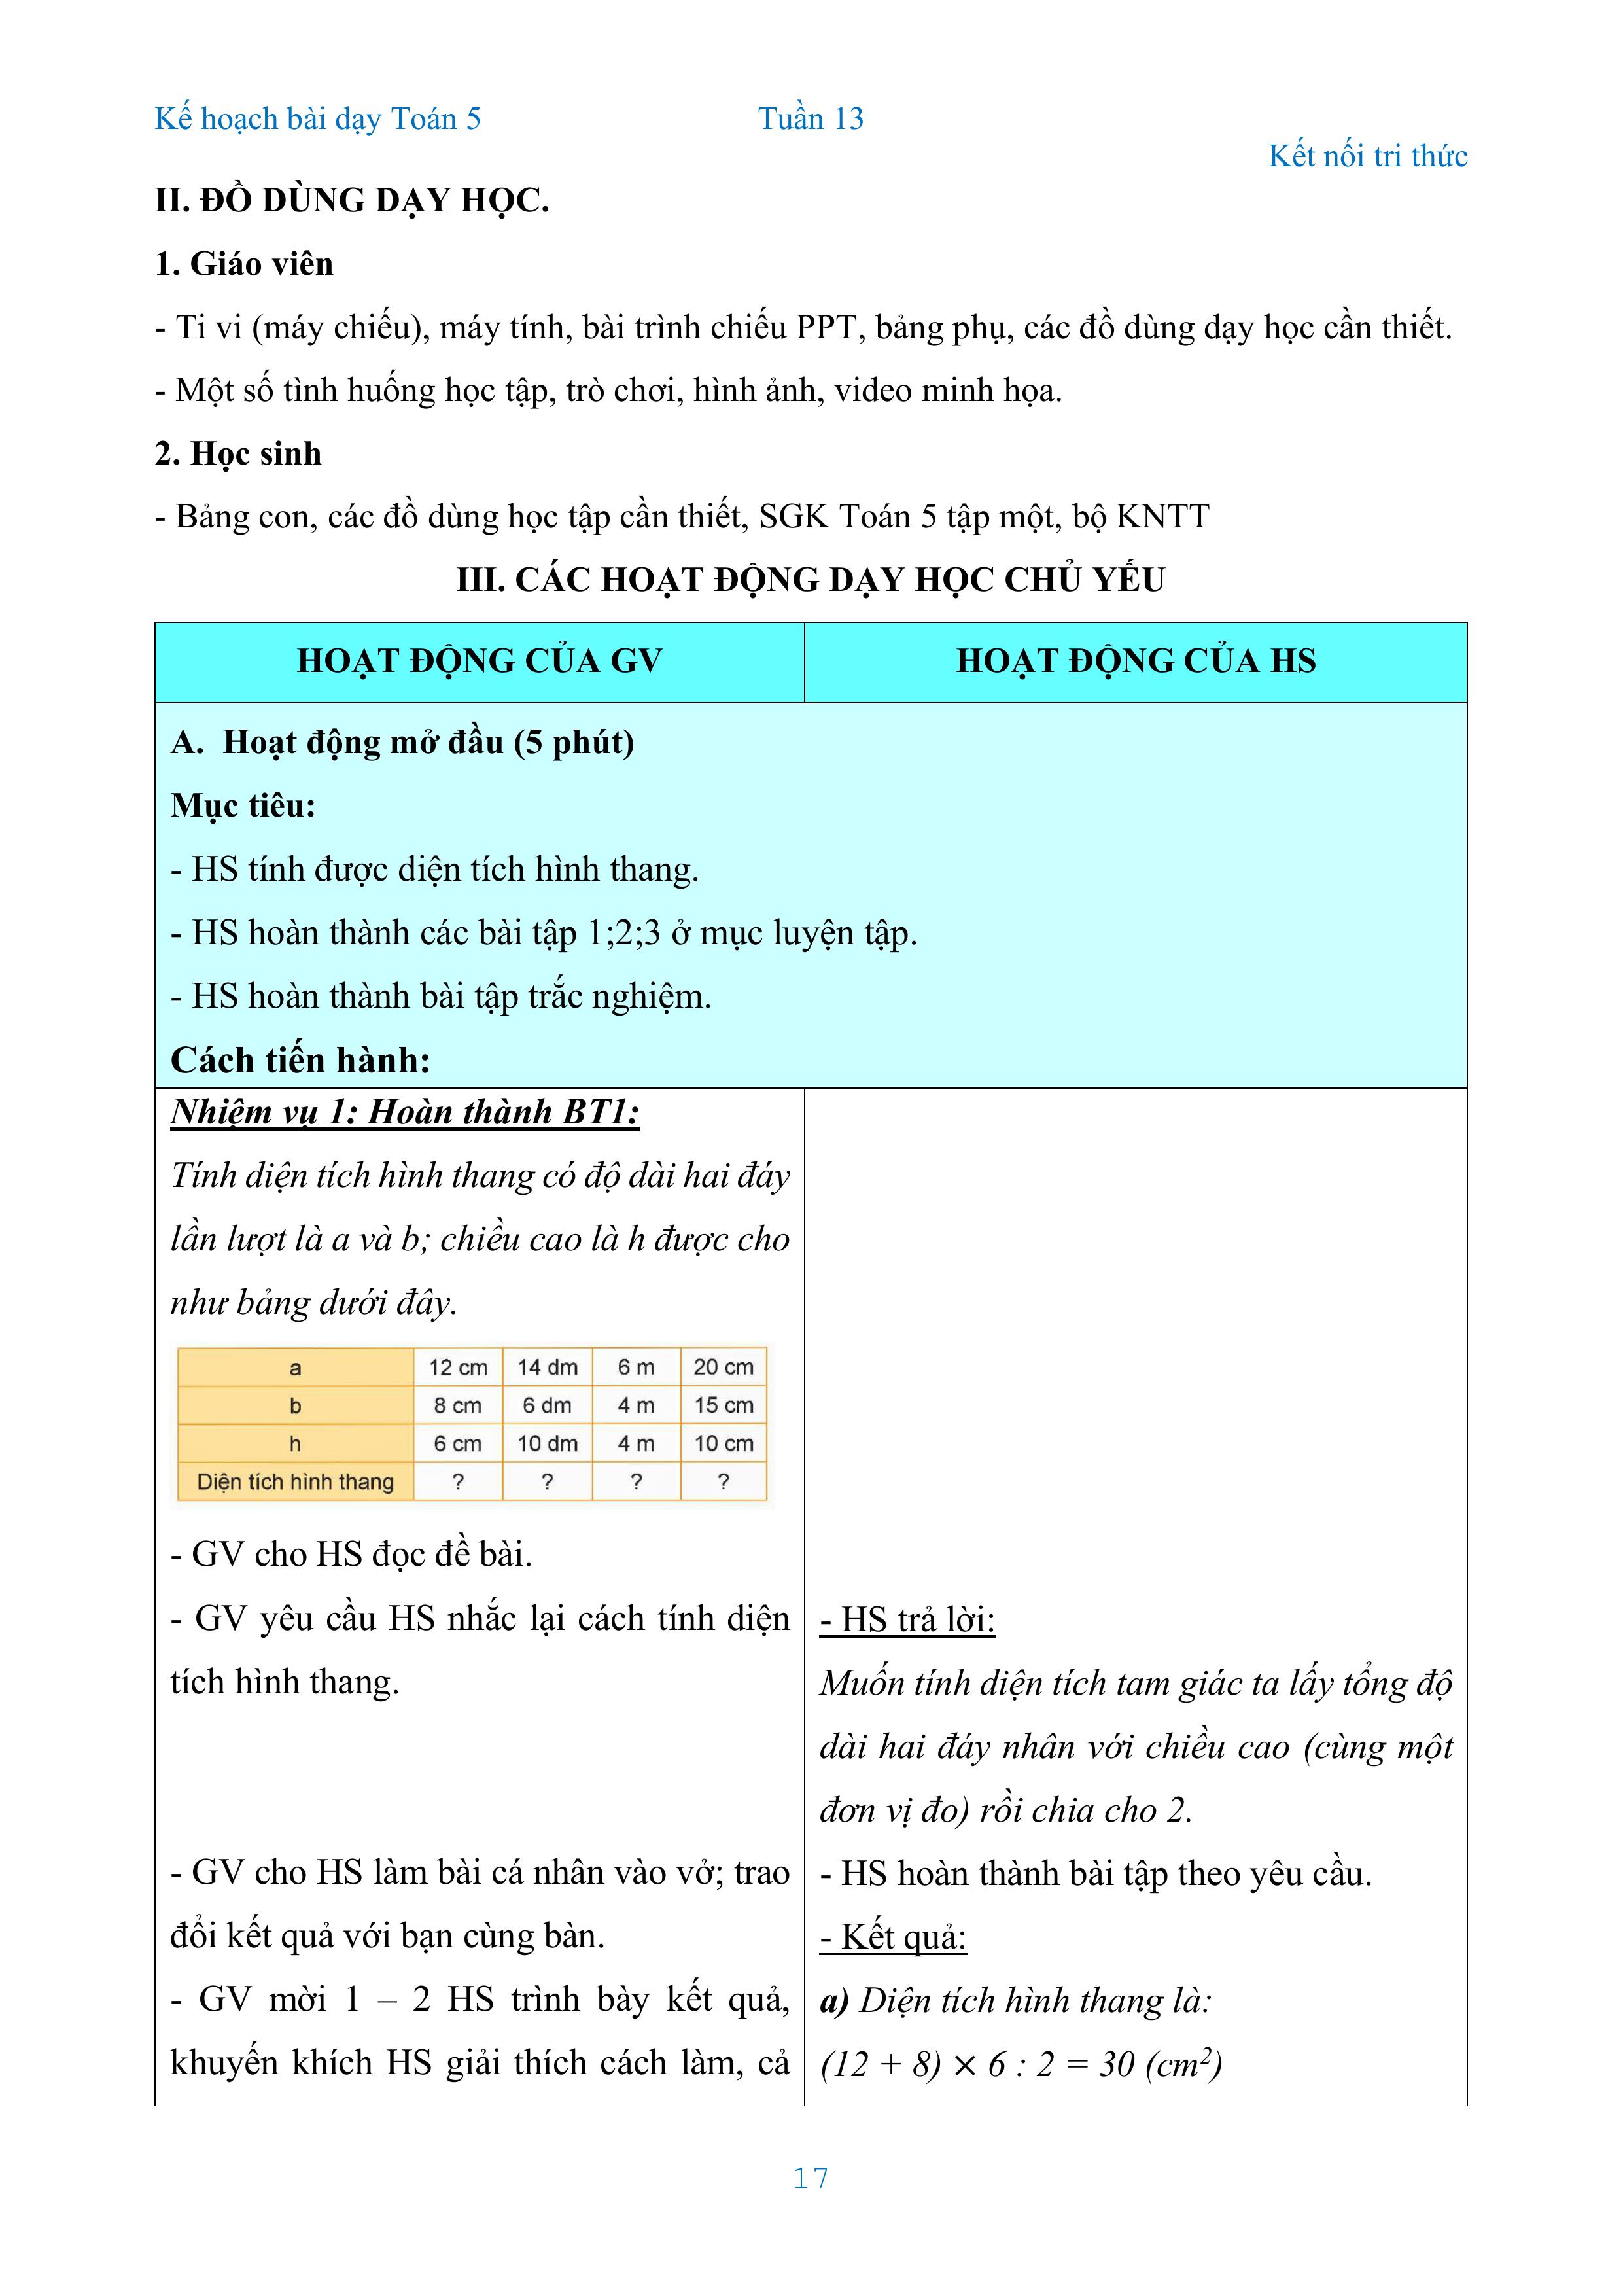 Kế hoạch bài dạy Toán 5 Tuần 13
Kết nối tri thức
II. ĐỒ DÙNG DẠY HỌC.
1. Giáo viên
- Ti vi (máy chiếu), máy tính, bài trình chiếu PPT, bảng phụ, các đồ dùng dạy học cần thiết.
- Một số tình huống học tập, trò chơi, hình ảnh, video minh họa.
2. Học sinh
- Bảng con, các đồ dùng học tập cần thiết, SGK Toán 5 tập một, bộ KNTT
III. CÁC HOẠT ĐỘNG DẠY HỌC CHỦ YẾU
HOẠT ĐỘNG CỦA GV HOẠT ĐỘNG CỦA HS
A. Hoạt động mở đầu (5 phút)
Mục tiêu:
- HS tính được diện tích hình thang.
- HS hoàn thành các bài tập 1;2;3 ở mục luyện tập.
- HS hoàn thành bài tập trắc nghiệm.
Cách tiến hành:
Nhiệm vụ 1: Hoàn thành BT1:
Tính diện tích hình thang có độ dài hai đáy
lần lượt là a và b; chiều cao là h được cho
như bảng dưới đây.
a 12 cm 14 dm 6 m 20 cm
b 8 cm 6 dm 4 m 15 cm
h 6 cm 10 dm 4 m 10 cm
Diện tích hình thang ? ? ? ?
- GV cho HS đọc đề bài.
- GV yêu cầu HS nhắc lại cách tính diện
tích hình thang.
- GV cho HS làm bài cá nhân vào vở; trao
đổi kết quả với bạn cùng bàn.
- GV mời 1 – 2 HS trình bày kết quả,
khuyến khích HS giải thích cách làm, cả
- HS trả lời:
Muốn tính diện tích tam giác ta lấy tổng độ
dài hai đáy nhân với chiều cao (cùng một
đơn vị đo) rồi chia cho 2.
- HS hoàn thành bài tập theo yêu cầu.
- Kết quả:
a) Diện tích hình thang là:
(12 + 8) × 6 : 2 = 30 (cm²)
17